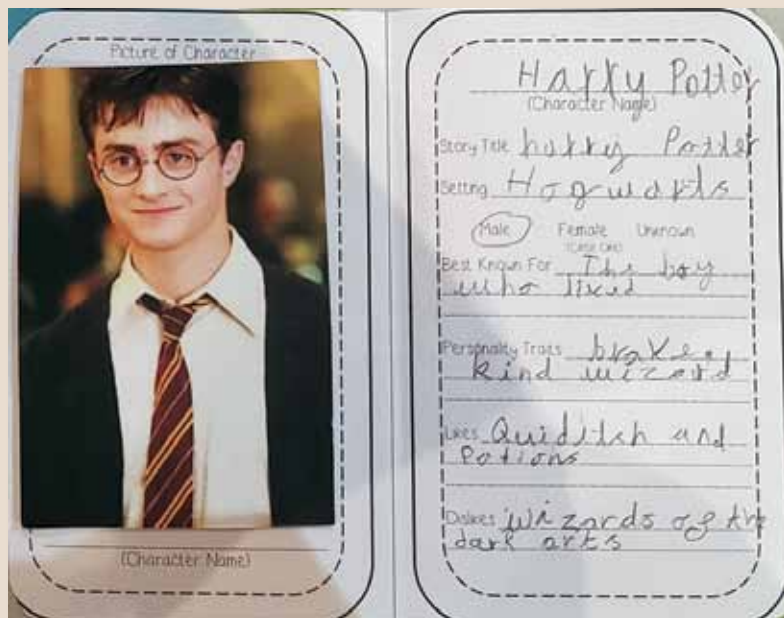 Picture of Character
(Character Name)
Harry Potter
(Character Name)
Story Title harry Potter
Setting Hogwarts
Male Female Unknown
(CIRCLE ONE)
Best Known For The boy
who lived
Personality Traits brave,
kind wizard
Likes Quiditsh and
Potions
Dislikes wizards of the
dark arts